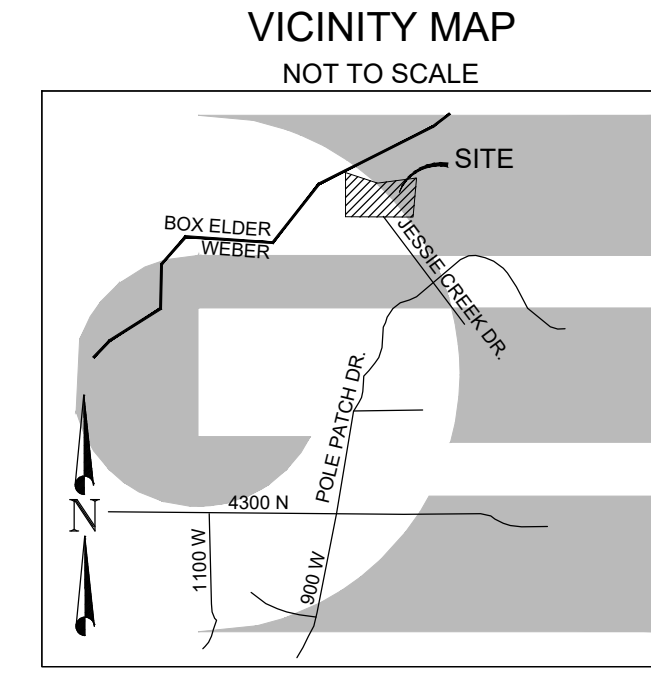 VICINITY MAP
NOT TO SCALE
SITE
BOX ELDER
WEBER
JESSIE CREEK DR.
POLE PATCH DR.
4300 N
N
1100 W
900 W